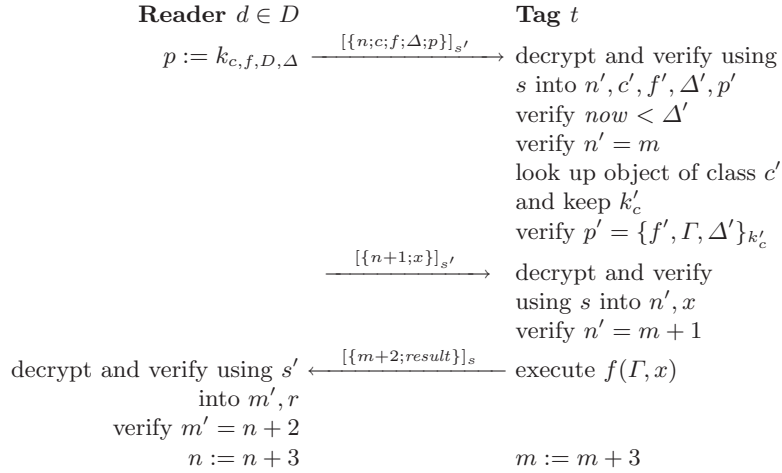 Reader d ∈ D Tag t
p := k_{c,f,D,Δ} [{n;c;f;Δ;p}]_{s′} decrypt and verify using
s into n′, c′, f′, Δ′, p′
verify now < Δ′
verify n′ = m
look up object of class c′
and keep k′_c
verify p′ = {f′, Γ, Δ′}_{k′_c}
[{n+1;x}]_{s′} decrypt and verify
using s into n′, x
verify n′ = m + 1
decrypt and verify using s′ [{m+2;result}]_s execute f(Γ, x)
into m′, r
verify m′ = n + 2
n := n + 3 m := m + 3